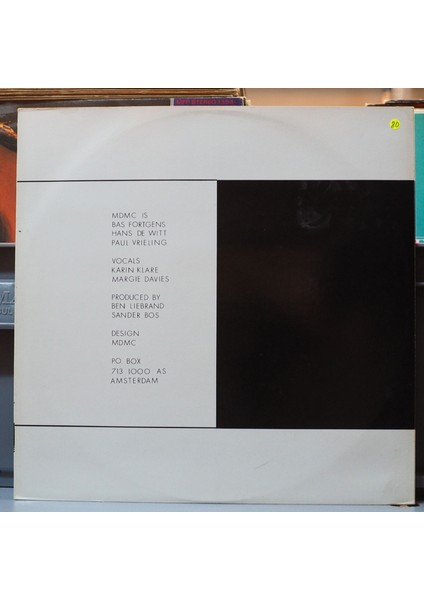 80
MDMC IS
BAS FORTGENS
HANS DE WITT
PAUL VRIELING
VOCALS
KARIN KLARE
MARGIE DAVIES
PRODUCED BY
BEN LIEBRAND
SANDER BOS
DESIGN
MDMC
P.O. BOX
713 1000 AS
AMSTERDAM